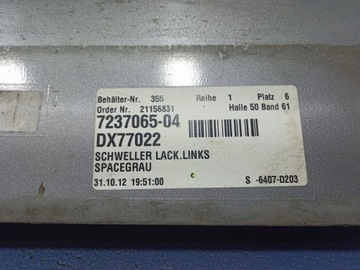 Behälter-Nr. 355 Reihe 1 Platz 6
Order Nr. 21156831 Halle 50 Band 61
7237065-04
DX77022
SCHWELLER LACK.LINKS
SPACEGRAU
31.10.12 19:51:00 S -6407-D203